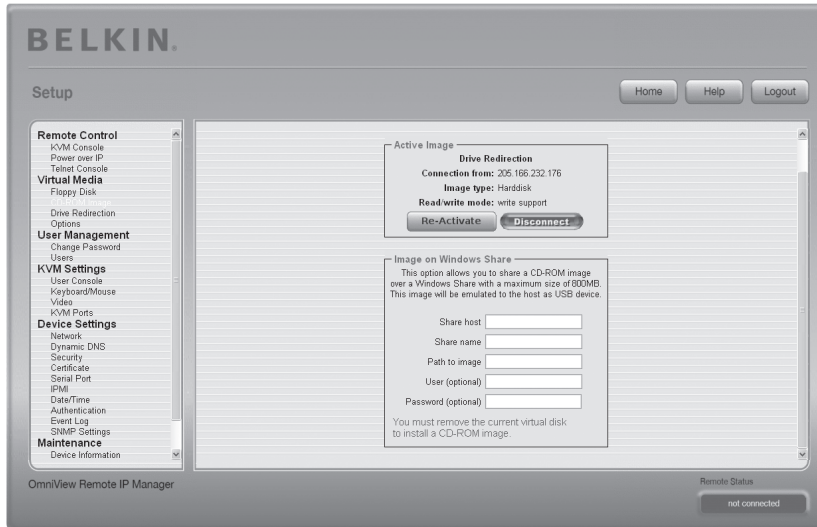 BELKIN.
Setup
Home
Help
Logout
Remote Control
KVM Console
Power over IP
Telnet Console
Virtual Media
Floppy Disk
CD-ROM Image
Drive Redirection
Options
User Management
Change Password
Users
KVM Settings
User Console
Keyboard/Mouse
Video
KVM Ports
Device Settings
Network
Dynamic DNS
Security
Certificate
Serial Port
IPMI
Date/Time
Authentication
Event Log
SNMP Settings
Maintenance
Device Information
Active Image
Drive Redirection
Connection from: 205.166.232.176
Image type: Harddisk
Read/write mode: write support
Re-Activate
Disconnect
Image on Windows Share
This option allows you to share a CD-ROM image
over a Windows Share with a maximum size of 800MB.
This image will be emulated to the host as USB device.
Share host
Share name
Path to image
User (optional)
Password (optional)
You must remove the current virtual disk
to install a CD-ROM image.
OmniView Remote IP Manager
Remote Status
not connected